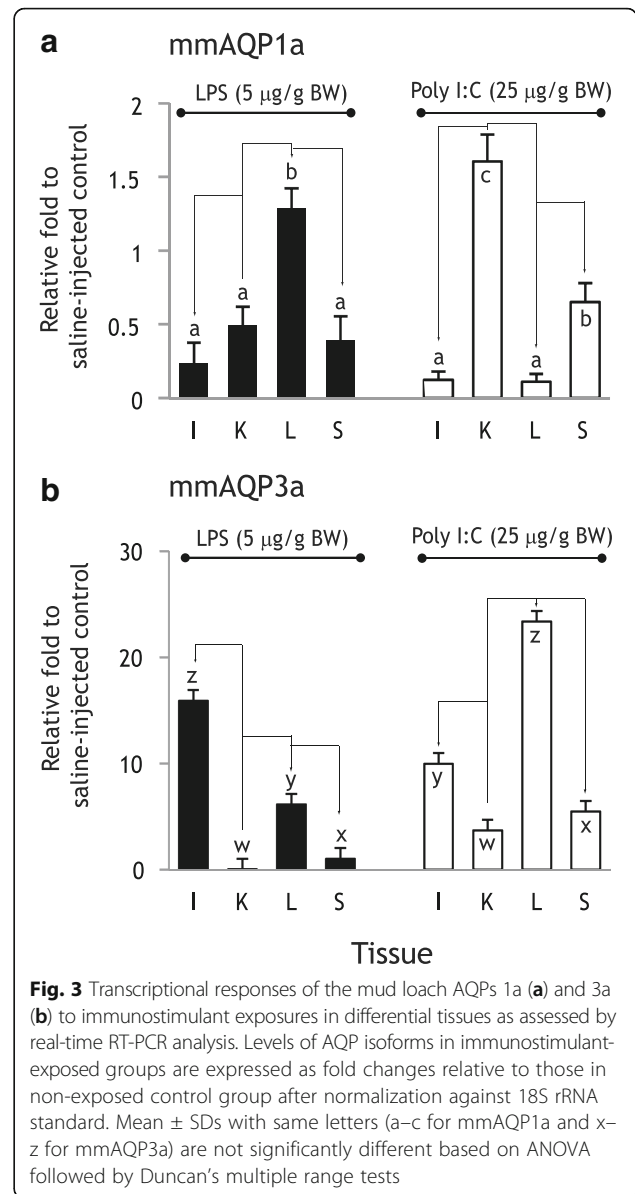 a mmAQP1a
LPS (5 μg/g BW) Poly I:C (25 μg/g BW)
Relative fold to
saline-injected control
2
1.5
1
0.5
0
a a b a a c a b
I K L S I K L S
b mmAQP3a
LPS (5 μg/g BW) Poly I:C (25 μg/g BW)
Relative fold to
saline-injected control
30
20
10
0
z w y x y w z x
I K L S I K L S
Tissue
Fig. 3 Transcriptional responses of the mud loach AQPs 1a (a) and 3a
(b) to immunostimulant exposures in differential tissues as assessed by
real-time RT-PCR analysis. Levels of AQP isoforms in immunostimulant-
exposed groups are expressed as fold changes relative to those in
non-exposed control group after normalization against 18S rRNA
standard. Mean ± SDs with same letters (a–c for mmAQP1a and x–
z for mmAQP3a) are not significantly different based on ANOVA
followed by Duncan's multiple range tests